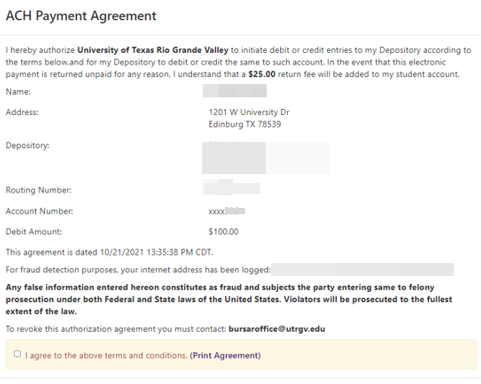 ACH Payment Agreement
I hereby authorize University of Texas Rio Grande Valley to initiate debit or credit entries to my Depository according to
the terms below,and for my Depository to debit or credit the same to such account. In the event that this electronic
payment is returned unpaid for any reason, I understand that a $25.00 return fee will be added to my student account.
Name:
Address: 1201 W University Dr
Edinburg TX 78539
Depository:
Routing Number:
Account Number: xxxx
Debit Amount: $100.00
This agreement is dated 10/21/2021 13:35:38 PM CDT.
For fraud detection purposes, your internet address has been logged:
Any false information entered hereon constitutes as fraud and subjects the party entering same to felony
prosecution under both Federal and State laws of the United States. Violators will be prosecuted to the fullest
extent of the law.
To revoke this authorization agreement you must contact: bursaroffice@utrgv.edu
I agree to the above terms and conditions. (Print Agreement)